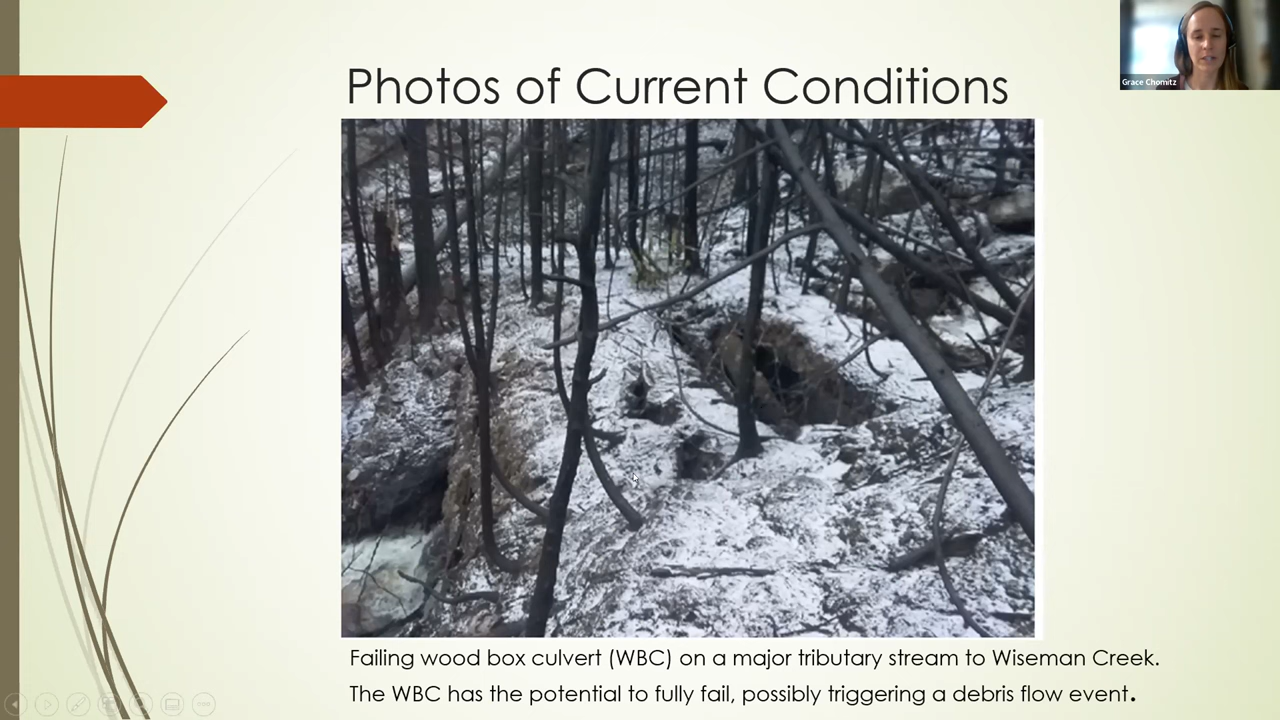 Photos of Current Conditions
Grace Chomitz
Failing wood box culvert (WBC) on a major tributary stream to Wiseman Creek.
The WBC has the potential to fully fail, possibly triggering a debris flow event.